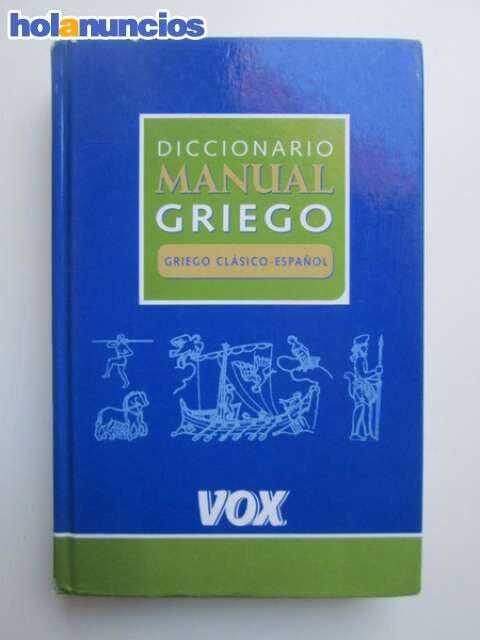 holanuncios
DICCIONARIO
MANUAL
GRIEGO
GRIEGO CLÁSICO-ESPAÑOL
VOX